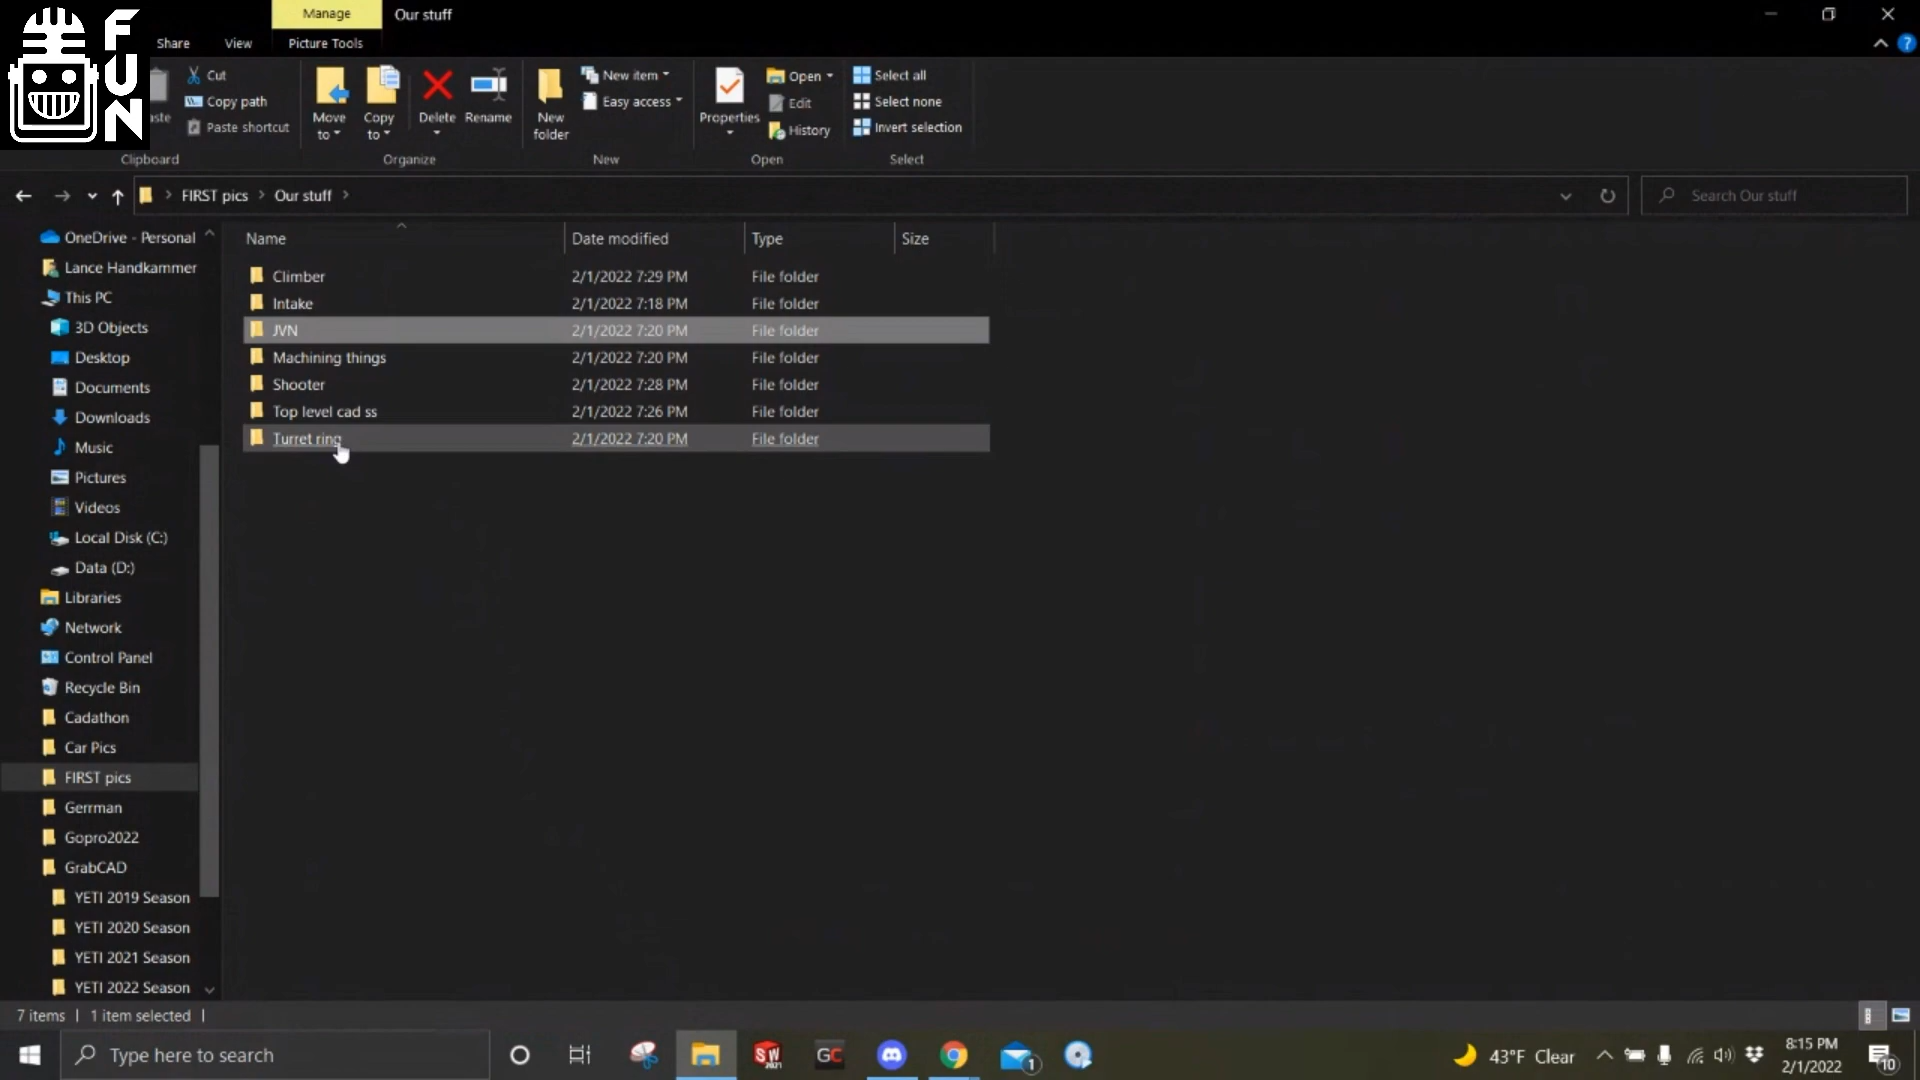 FUN
Manage
Our stuff
Share
View
Picture Tools
Cut
Copy path
Paste shortcut
Clipboard
Move to
Copy to
Delete
Rename
Organize
New folder
New item
Easy access
New
Properties
Open
Edit
History
Open
Select all
Select none
Invert selection
Select
FIRST pics
Our stuff
Search Our stuff
Name
Date modified
Type
Size
Climber 2/1/2022 7:29 PM File folder
Intake 2/1/2022 7:18 PM File folder
JVN 2/1/2022 7:20 PM File folder
Machining things 2/1/2022 7:20 PM File folder
Shooter 2/1/2022 7:28 PM File folder
Top level cad ss 2/1/2022 7:26 PM File folder
Turret ring 2/1/2022 7:20 PM File folder
OneDrive - Personal
Lance Handkammer
This PC
3D Objects
Desktop
Documents
Downloads
Music
Pictures
Videos
Local Disk (C:)
Data (D:)
Libraries
Network
Control Panel
Recycle Bin
Cadathon
Car Pics
FIRST pics
Gerrman
Gopro2022
GrabCAD
YETI 2019 Season
YETI 2020 Season
YETI 2021 Season
YETI 2022 Season
7 items
1 item selected
Type here to search
SW
2021
GC
1
43°F Clear
8:15 PM
2/1/2022
10